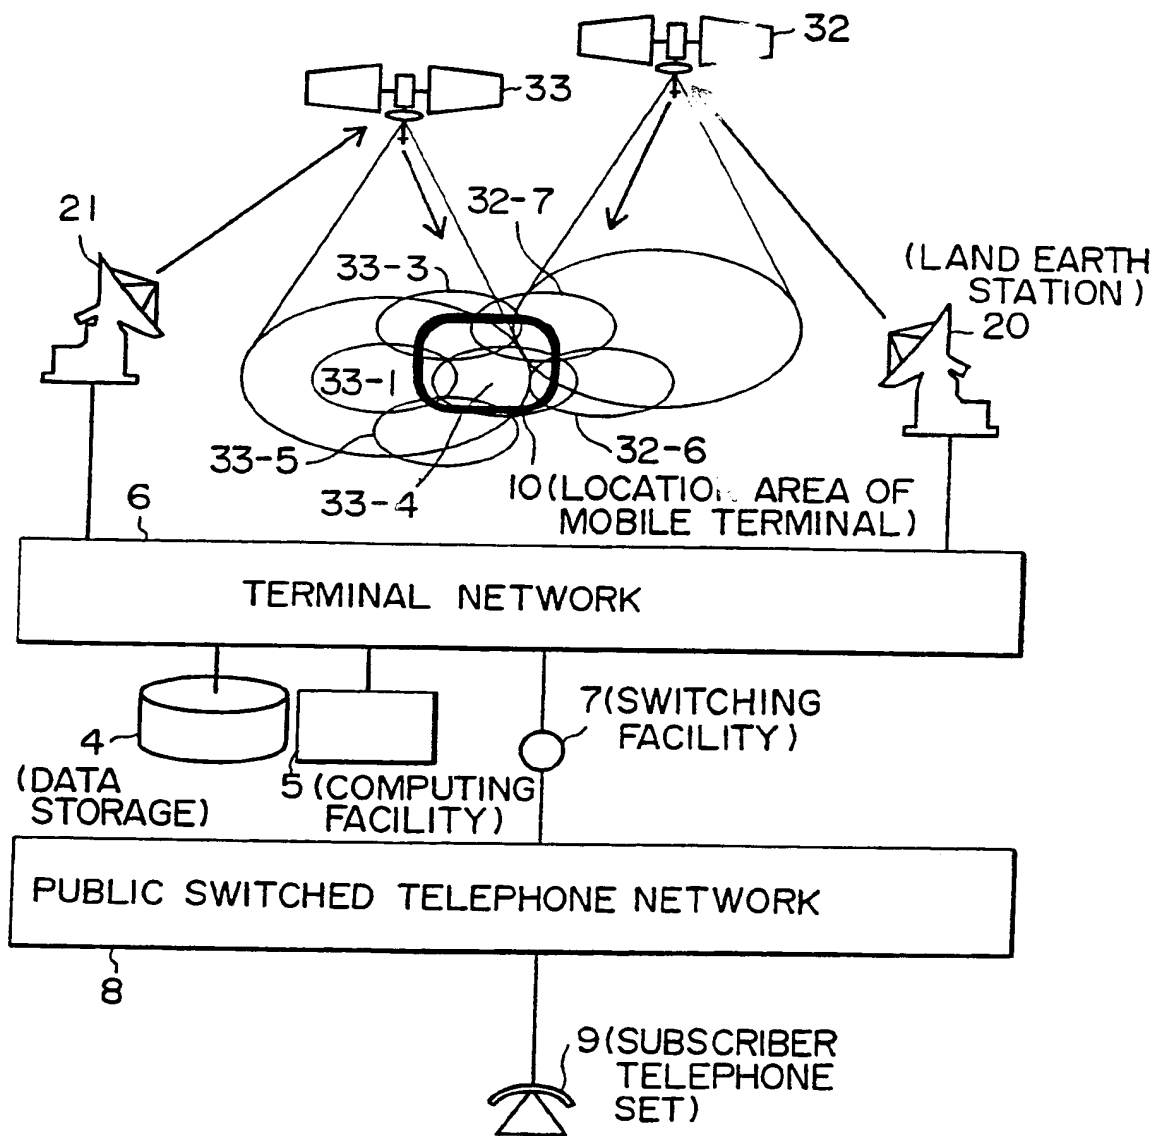 32
33
21
32-7
33-3
(LAND EARTH
STATION)
20
33-1
33-5
32-6
33-4
10 (LOCATION AREA OF
MOBILE TERMINAL)
6
TERMINAL NETWORK
7 (SWITCHING
FACILITY)
4
(DATA
STORAGE)
5 (COMPUTING
FACILITY)
PUBLIC SWITCHED TELEPHONE NETWORK
8
9 (SUBSCRIBER
TELEPHONE
SET)